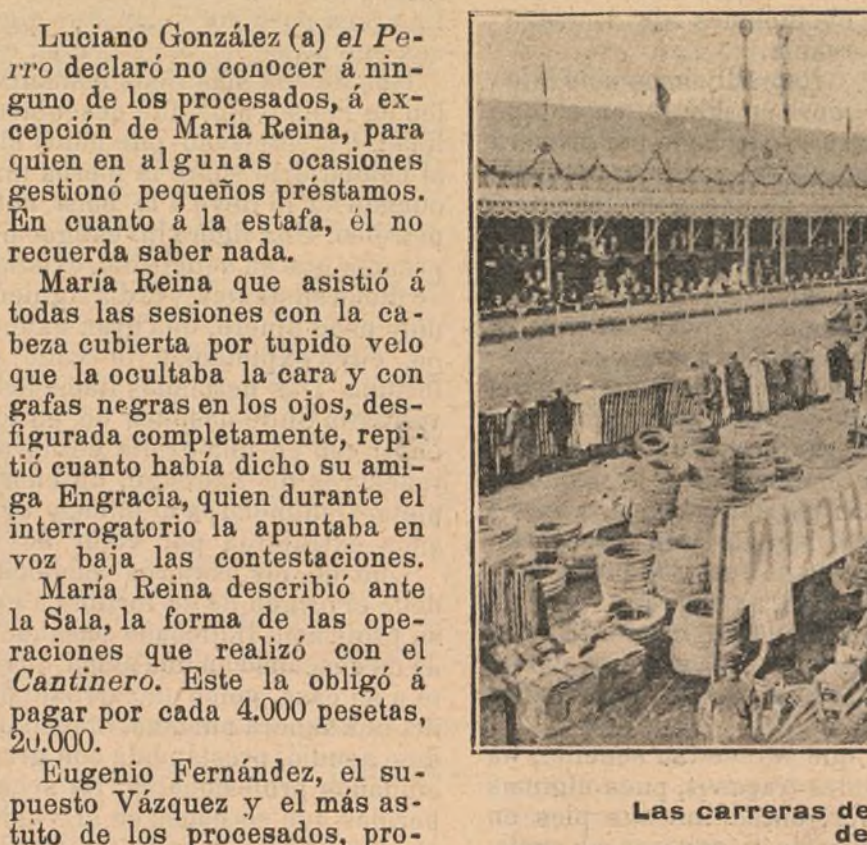 Luciano González (a) el Pe-
rro declaró no conocer á nin-
guno de los procesados, á ex-
cepción de María Reina, para
quien en algunas ocasiones
gestionó pequeños préstamos.
En cuanto á la estafa, él no
recuerda saber nada.
María Reina que asistió á
todas las sesiones con la ca-
beza cubierta por tupido velo
que la ocultaba la cara y con
gafas negras en los ojos, des-
figurada completamente, repi-
tió cuanto había dicho su ami-
ga Engracia, quien durante el
interrogatorio la apuntaba en
voz baja las contestaciones.
María Reina describió ante
la Sala, la forma de las ope-
raciones que realizó con el
Cantinero. Este la obligó á
pagar por cada 4.000 pesetas,
20.000.
Eugenio Fernández, el su-
puesto Vázquez y el más as-
tuto de los procesados, pro-
Las carreras de
de